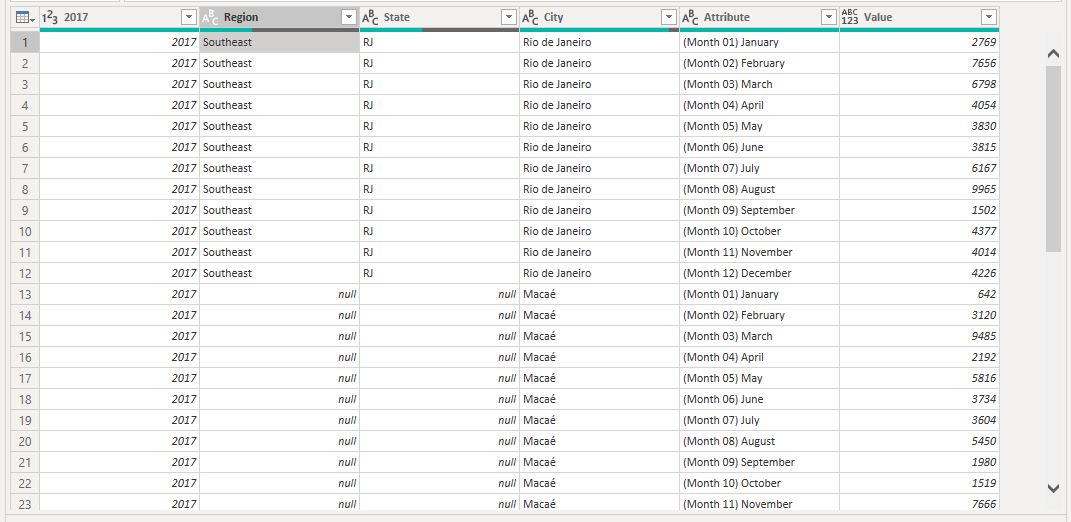 1 2 3 2017 A B C Region A B C State A B C City A B C Attribute ABC 123 Value
1 2017 Southeast RJ Rio de Janeiro (Month 01) January 2769
2 2017 Southeast RJ Rio de Janeiro (Month 02) February 7656
3 2017 Southeast RJ Rio de Janeiro (Month 03) March 6798
4 2017 Southeast RJ Rio de Janeiro (Month 04) April 4054
5 2017 Southeast RJ Rio de Janeiro (Month 05) May 3830
6 2017 Southeast RJ Rio de Janeiro (Month 06) June 3815
7 2017 Southeast RJ Rio de Janeiro (Month 07) July 6167
8 2017 Southeast RJ Rio de Janeiro (Month 08) August 9965
9 2017 Southeast RJ Rio de Janeiro (Month 09) September 1502
10 2017 Southeast RJ Rio de Janeiro (Month 10) October 4377
11 2017 Southeast RJ Rio de Janeiro (Month 11) November 4014
12 2017 Southeast RJ Rio de Janeiro (Month 12) December 4226
13 2017 null null Macaé (Month 01) January 642
14 2017 null null Macaé (Month 02) February 3120
15 2017 null null Macaé (Month 03) March 9485
16 2017 null null Macaé (Month 04) April 2192
17 2017 null null Macaé (Month 05) May 5816
18 2017 null null Macaé (Month 06) June 3734
19 2017 null null Macaé (Month 07) July 3604
20 2017 null null Macaé (Month 08) August 5450
21 2017 null null Macaé (Month 09) September 1980
22 2017 null null Macaé (Month 10) October 1519
23 2017 null null Macaé (Month 11) November 7666